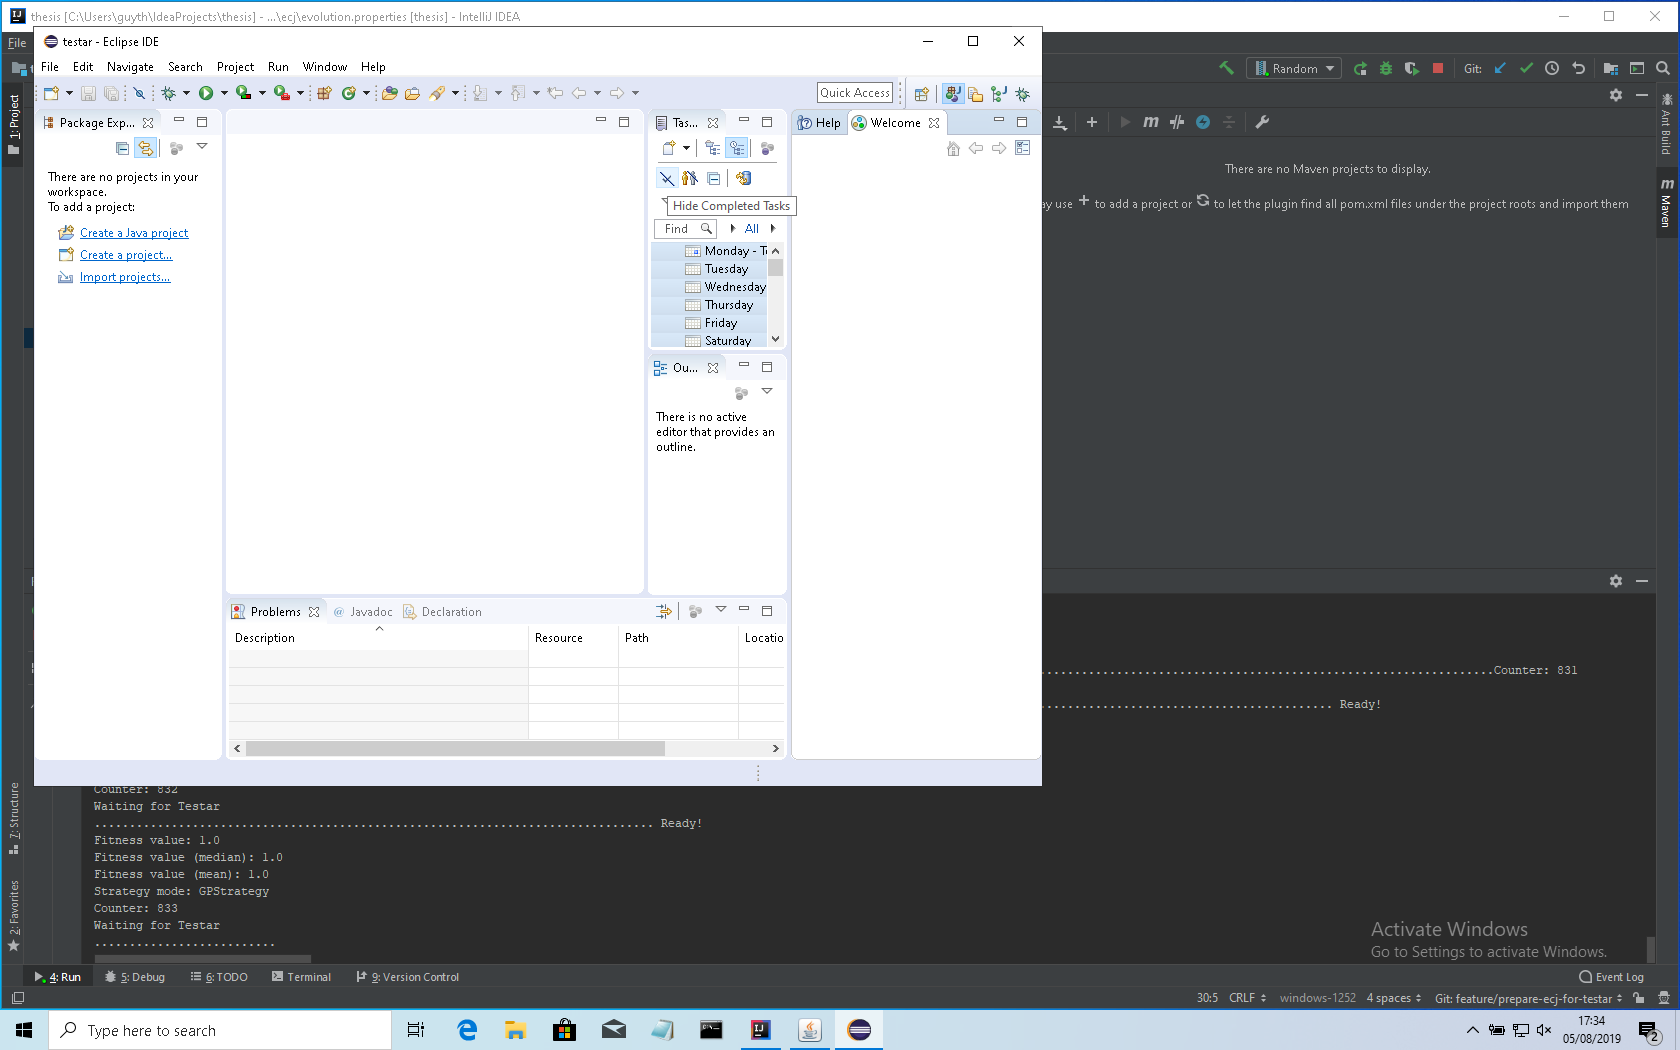 thesis [C:\Users\guyth\IdeaProjects\thesis] - ...\ecj\evolution.properties [thesis] - IntelliJ IDEA
File
testar - Eclipse IDE
File Edit Navigate Search Project Run Window Help
Random
Git:
Quick Access
Package Exp...
Tas...
Help
Welcome
1: Project
Ant Build
Maven
There are no projects in your
workspace.
To add a project:
Create a Java project
Create a project...
Import projects...
Hide Completed Tasks
Find
All
Monday - T
Tuesday
Wednesday
Thursday
Friday
Saturday
Ou...
There is no active
editor that provides an
outline.
There are no Maven projects to display.
ay use + to add a project or to let the plugin find all pom.xml files under the project roots and import them
Problems
@ Javadoc
Declaration
Description Resource Path Locatio
Counter: 831
Ready!
Counter: 832
Waiting for Testar
................................................................................ Ready!
Fitness value: 1.0
Fitness value (median): 1.0
Fitness value (mean): 1.0
Strategy mode: GPStrategy
Counter: 833
Waiting for Testar
..........................
7: Structure
2: Favorites
Activate Windows
Go to Settings to activate Windows.
4: Run 5: Debug 6: TODO Terminal 9: Version Control
Event Log
30:5 CRLF windows-1252 4 spaces Git: feature/prepare-ecj-for-testar
Type here to search
17:34
05/08/2019
2